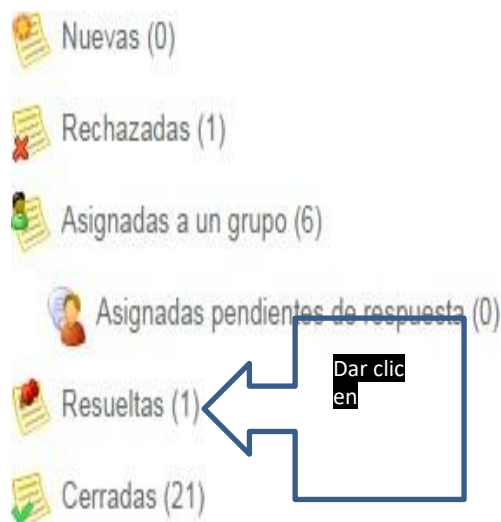 Nuevas (0)
Rechazadas (1)
Asignadas a un grupo (6)
Asignadas pendientes de respuesta (0)
Dar clic
en
Resueltas (1)
Cerradas (21)